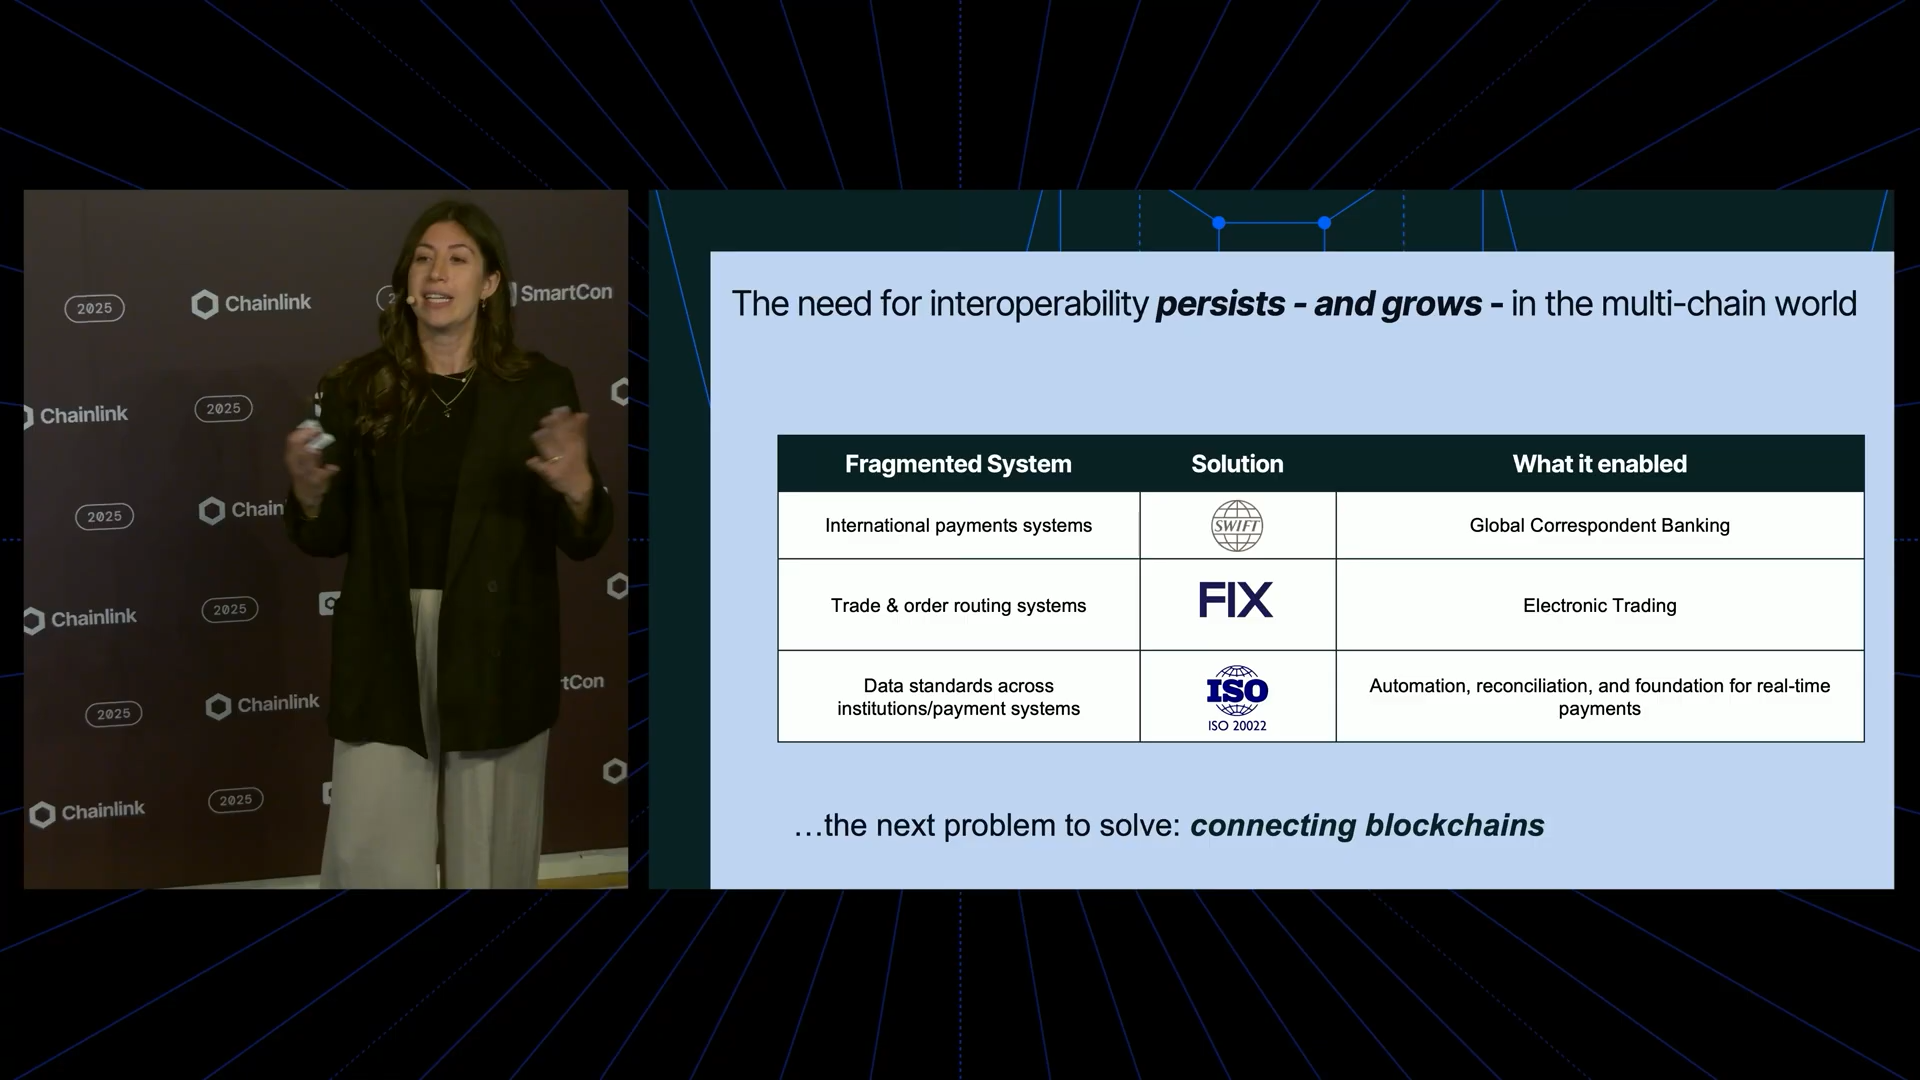 2025
Chainlink
2
SmartCon
Chainlink
2025
2025
Chain
Chainlink
2025
tCon
2025
Chainlink
Chainlink
2025
The need for interoperability persists - and grows - in the multi-chain world
Fragmented System
Solution
What it enabled
International payments systems
SWIFT
Global Correspondent Banking
Trade & order routing systems
FIX
Electronic Trading
Data standards across
institutions/payment systems
ISO
ISO 20022
Automation, reconciliation, and foundation for real-time
payments
…the next problem to solve: connecting blockchains